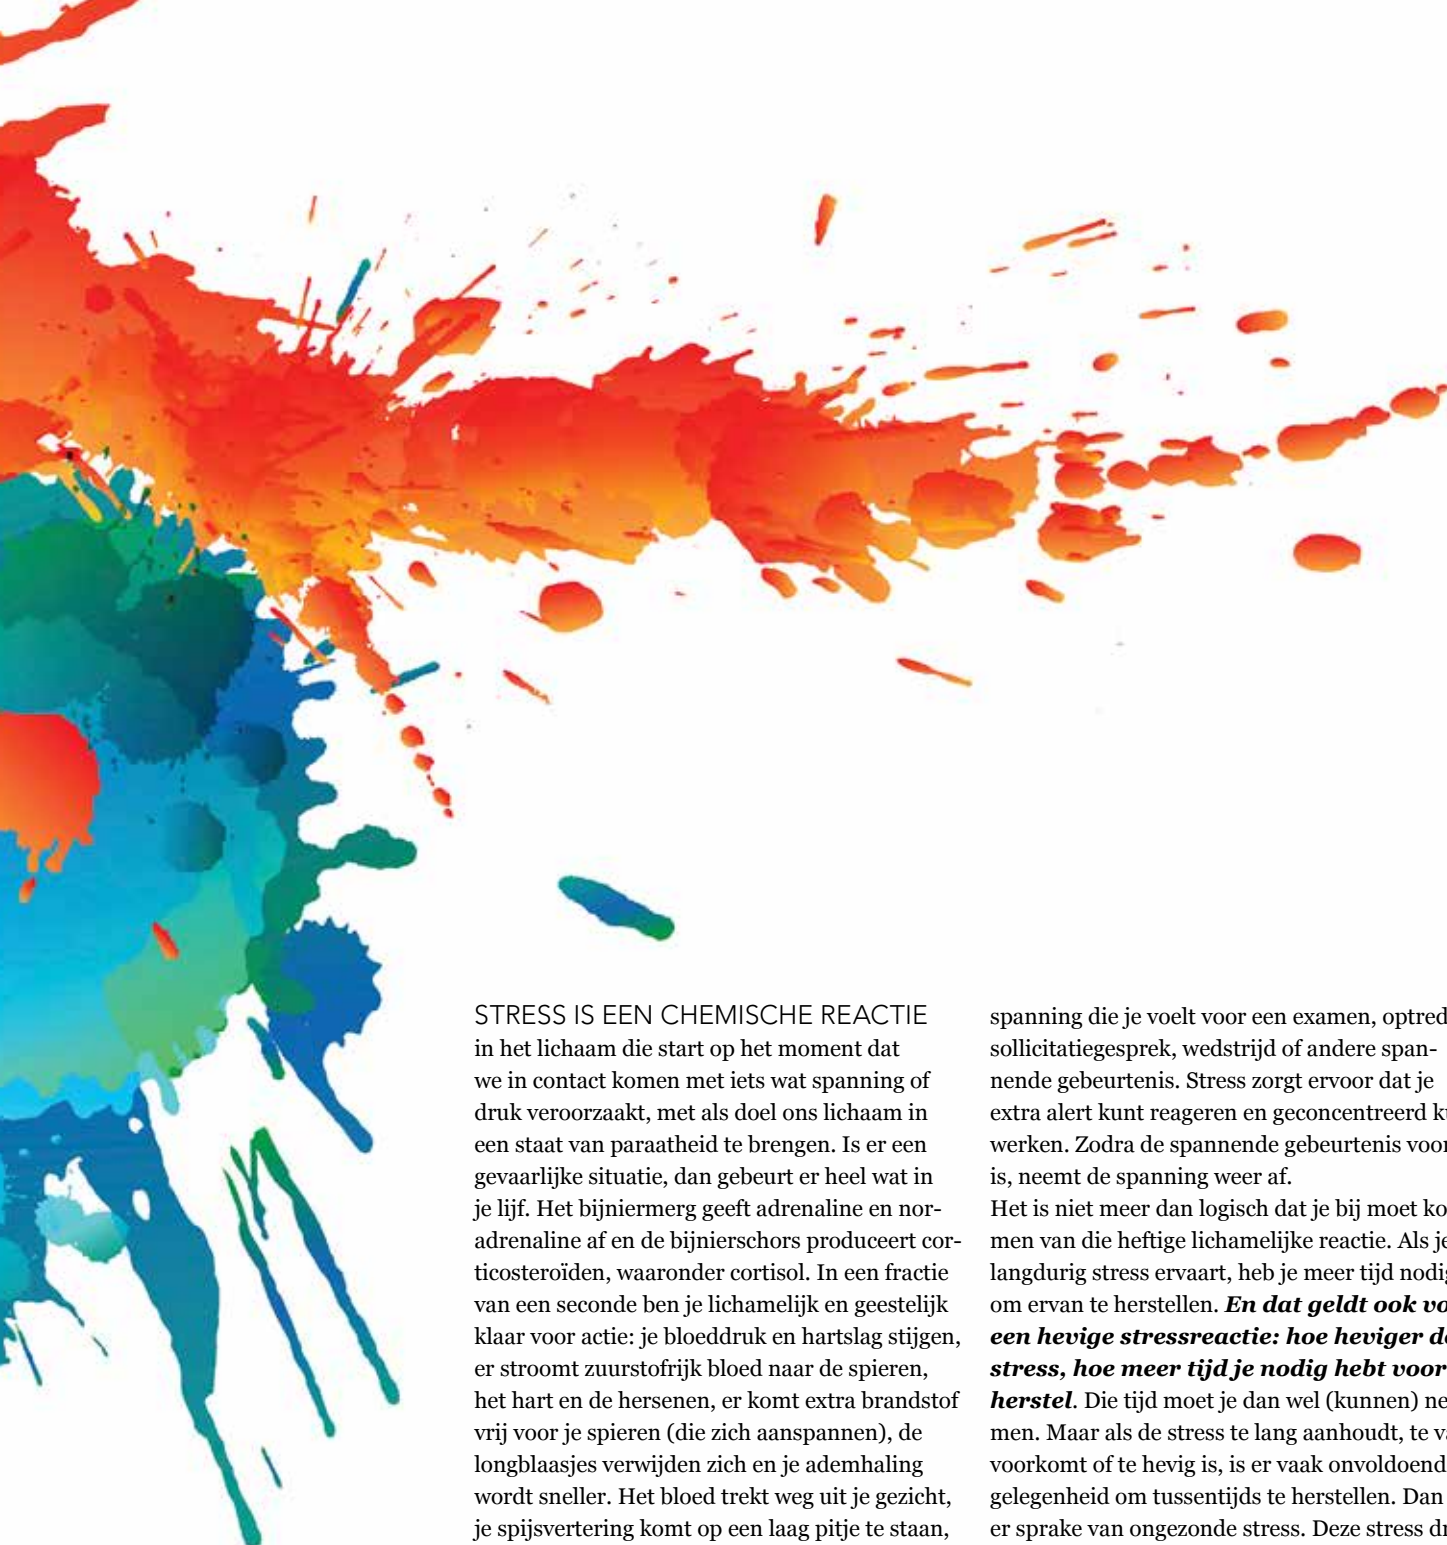 STRESS IS EEN CHEMISCHE REACTIE
in het lichaam die start op het moment dat
we in contact komen met iets wat spanning of
druk veroorzaakt, met als doel ons lichaam in
een staat van paraatheid te brengen. Is er een
gevaarlijke situatie, dan gebeurt er heel wat in
je lijf. Het bijniermerg geeft adrenaline en nor-
adrenaline af en de bijnierschors produceert cor-
ticosteroïden, waaronder cortisol. In een fractie
van een seconde ben je lichamelijk en geestelijk
klaar voor actie: je bloeddruk en hartslag stijgen,
er stroomt zuurstofrijk bloed naar de spieren,
het hart en de hersenen, er komt extra brandstof
vrij voor je spieren (die zich aanspannen), de
longblaasjes verwijden zich en je ademhaling
wordt sneller. Het bloed trekt weg uit je gezicht,
je spijsvertering komt op een laag pitje te staan,
spanning die je voelt voor een examen, optred
sollicitatiegesprek, wedstrijd of andere span-
nende gebeurtenis. Stress zorgt ervoor dat je
extra alert kunt reageren en geconcentreerd
werken. Zodra de spannende gebeurtenis voor
is, neemt de spanning weer af.
Het is niet meer dan logisch dat je bij moet ko
men van die heftige lichamelijke reactie. Als je
langdurig stress ervaart, heb je meer tijd nodig
om ervan te herstellen. En dat geldt ook vo
een hevige stressreactie: hoe heviger de
stress, hoe meer tijd je nodig hebt voor
herstel. Die tijd moet je dan wel (kunnen) ne
men. Maar als de stress te lang aanhoudt, te va
voorkomt of te hevig is, is er vaak onvoldoend
gelegenheid om tussentijds te herstellen. Dan
er sprake van ongezonde stress. Deze stress